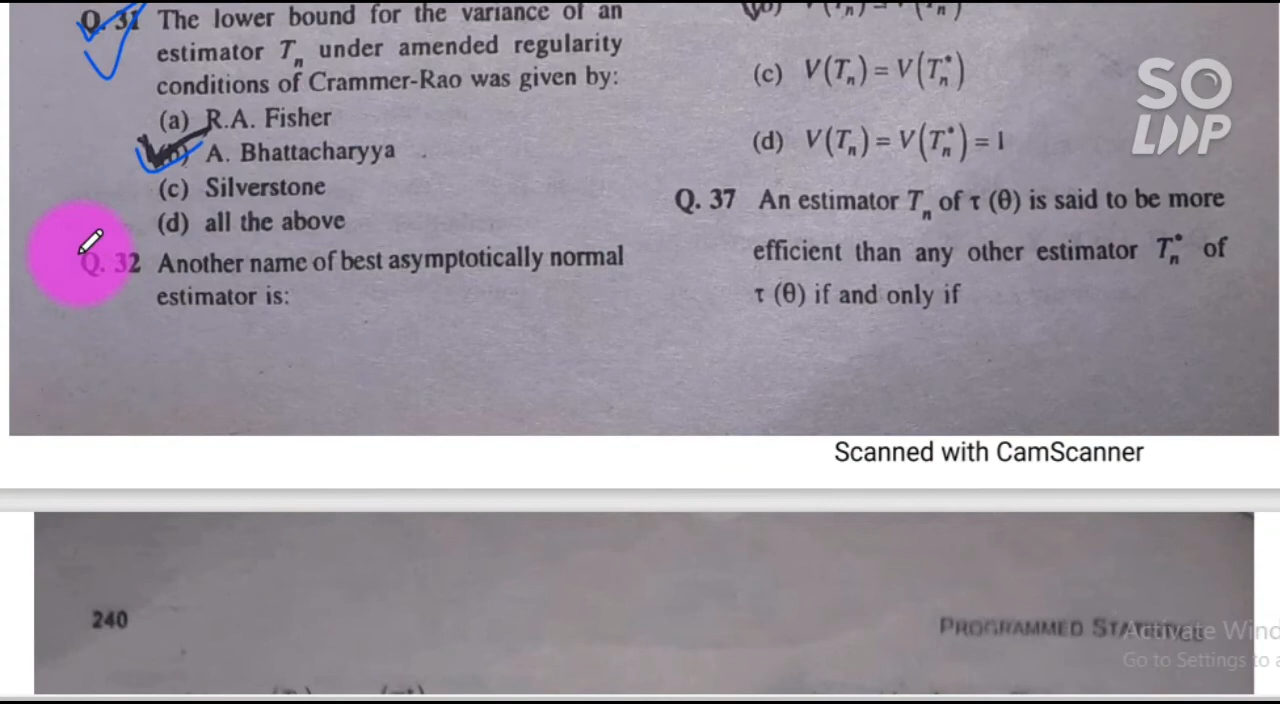 Q. 31 The lower bound for the variance of an
estimator Tₙ under amended regularity
conditions of Crammer-Rao was given by:
(a) R.A. Fisher
(b) A. Bhattacharyya
(c) Silverstone
(d) all the above
Q. 32 Another name of best asymptotically normal
estimator is:
(c) V(Tₙ) = V(Tₙ*)
(d) V(Tₙ) = V(Tₙ*) = 1
Q. 37 An estimator Tₙ of τ (θ) is said to be more
efficient than any other estimator Tₙ* of
τ (θ) if and only if
SO
LOOP
Scanned with CamScanner
240
PROGRAMMED
Activate Wind
Go to Settings to a